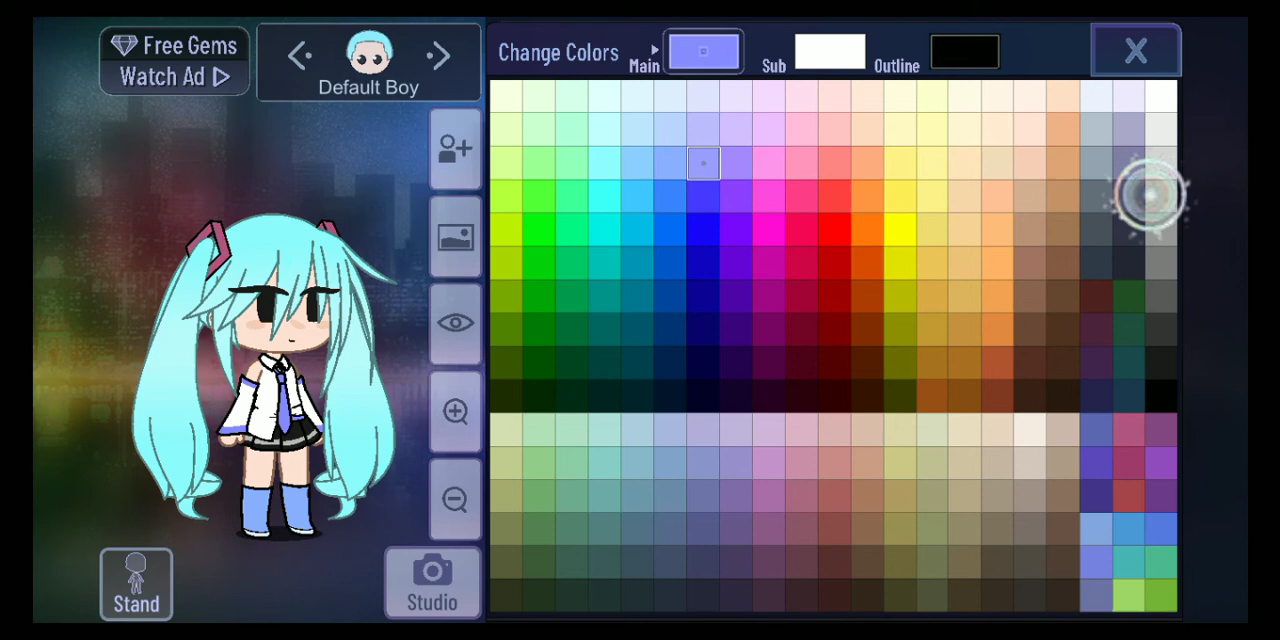 Free Gems
Watch Ad
Default Boy
Change Colors
Main
Sub
Outline
X
Stand
Studio